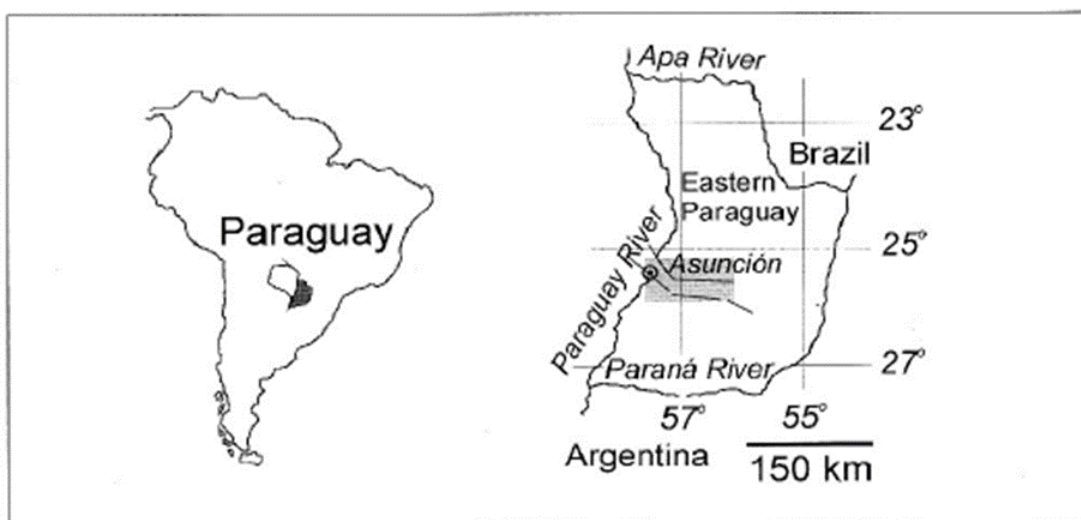 Paraguay
Apa River
23°
Brazil
Eastern
Paraguay
25°
Asunción
Paraguay River
27°
Paraná River
57°
55°
Argentina
150 km